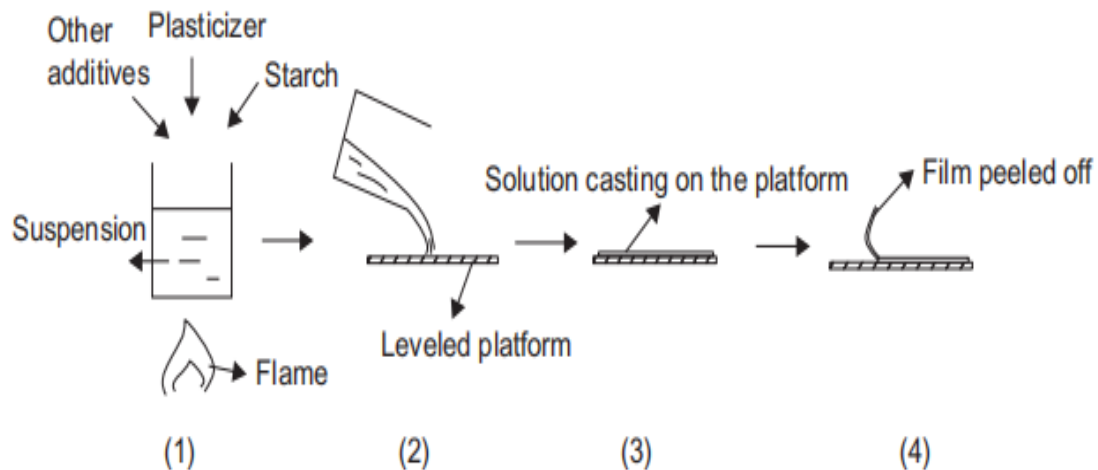 Other
additives
Plasticizer
Starch
Suspension
Flame
Leveled platform
Solution casting on the platform
Film peeled off
(1)
(2)
(3)
(4)